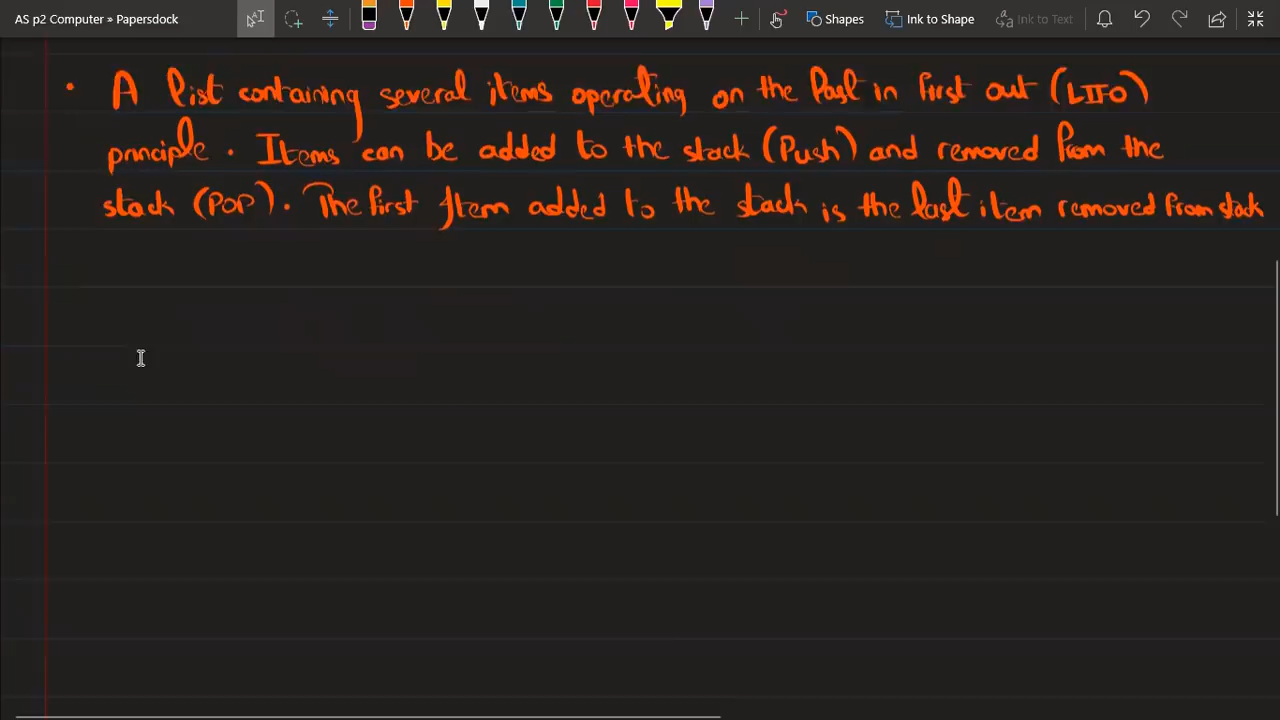 AS p2 Computer » Papersdock
Shapes
Ink to Shape
Ink to Text
• A list containing several items operating on the last in first out (LIFO)
principle. Items can be added to the stack (Push) and removed from the
stack (POP). The first Item added to the stack is the last item removed from stack